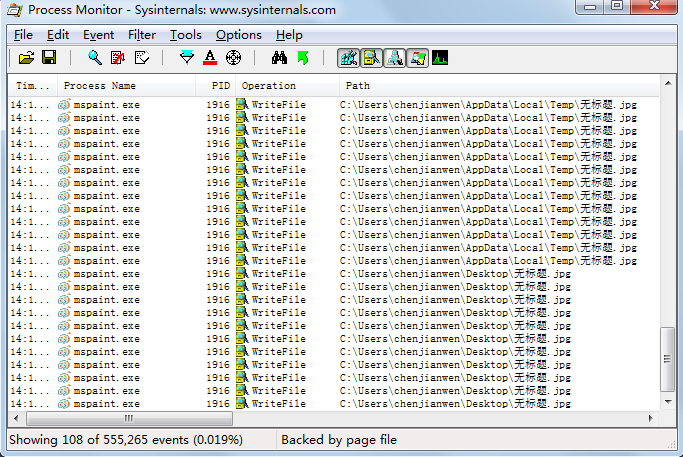 Process Monitor - Sysinternals: www.sysinternals.com
File Edit Event Filter Tools Options Help
Tim... Process Name PID Operation Path
14:1... mspaint.exe 1916 WriteFile C:\Users\chenjianwen\AppData\Local\Temp\无标题.jpg
14:1... mspaint.exe 1916 WriteFile C:\Users\chenjianwen\AppData\Local\Temp\无标题.jpg
14:1... mspaint.exe 1916 WriteFile C:\Users\chenjianwen\AppData\Local\Temp\无标题.jpg
14:1... mspaint.exe 1916 WriteFile C:\Users\chenjianwen\AppData\Local\Temp\无标题.jpg
14:1... mspaint.exe 1916 WriteFile C:\Users\chenjianwen\AppData\Local\Temp\无标题.jpg
14:1... mspaint.exe 1916 WriteFile C:\Users\chenjianwen\AppData\Local\Temp\无标题.jpg
14:1... mspaint.exe 1916 WriteFile C:\Users\chenjianwen\AppData\Local\Temp\无标题.jpg
14:1... mspaint.exe 1916 WriteFile C:\Users\chenjianwen\AppData\Local\Temp\无标题.jpg
14:1... mspaint.exe 1916 WriteFile C:\Users\chenjianwen\AppData\Local\Temp\无标题.jpg
14:1... mspaint.exe 1916 WriteFile C:\Users\chenjianwen\AppData\Local\Temp\无标题.jpg
14:1... mspaint.exe 1916 WriteFile C:\Users\chenjianwen\AppData\Local\Temp\无标题.jpg
14:1... mspaint.exe 1916 WriteFile C:\Users\chenjianwen\AppData\Local\Temp\无标题.jpg
14:1... mspaint.exe 1916 WriteFile C:\Users\chenjianwen\AppData\Local\Temp\无标题.jpg
14:1... mspaint.exe 1916 WriteFile C:\Users\chenjianwen\Desktop\无标题.jpg
14:1... mspaint.exe 1916 WriteFile C:\Users\chenjianwen\Desktop\无标题.jpg
14:1... mspaint.exe 1916 WriteFile C:\Users\chenjianwen\Desktop\无标题.jpg
14:1... mspaint.exe 1916 WriteFile C:\Users\chenjianwen\Desktop\无标题.jpg
14:1... mspaint.exe 1916 WriteFile C:\Users\chenjianwen\Desktop\无标题.jpg
14:1... mspaint.exe 1916 WriteFile C:\Users\chenjianwen\Desktop\无标题.jpg
14:1... mspaint.exe 1916 WriteFile C:\Users\chenjianwen\Desktop\无标题.jpg
14:1... mspaint.exe 1916 WriteFile C:\Users\chenjianwen\Desktop\无标题.jpg
14:1... mspaint.exe 1916 WriteFile C:\Users\chenjianwen\Desktop\无标题.jpg
14:1... mspaint.exe 1916 WriteFile C:\Users\chenjianwen\Desktop\无标题.jpg
14:1... mspaint.exe 1916 WriteFile C:\Users\chenjianwen\Desktop\无标题.jpg
Showing 108 of 555,265 events (0.019%) Backed by page file